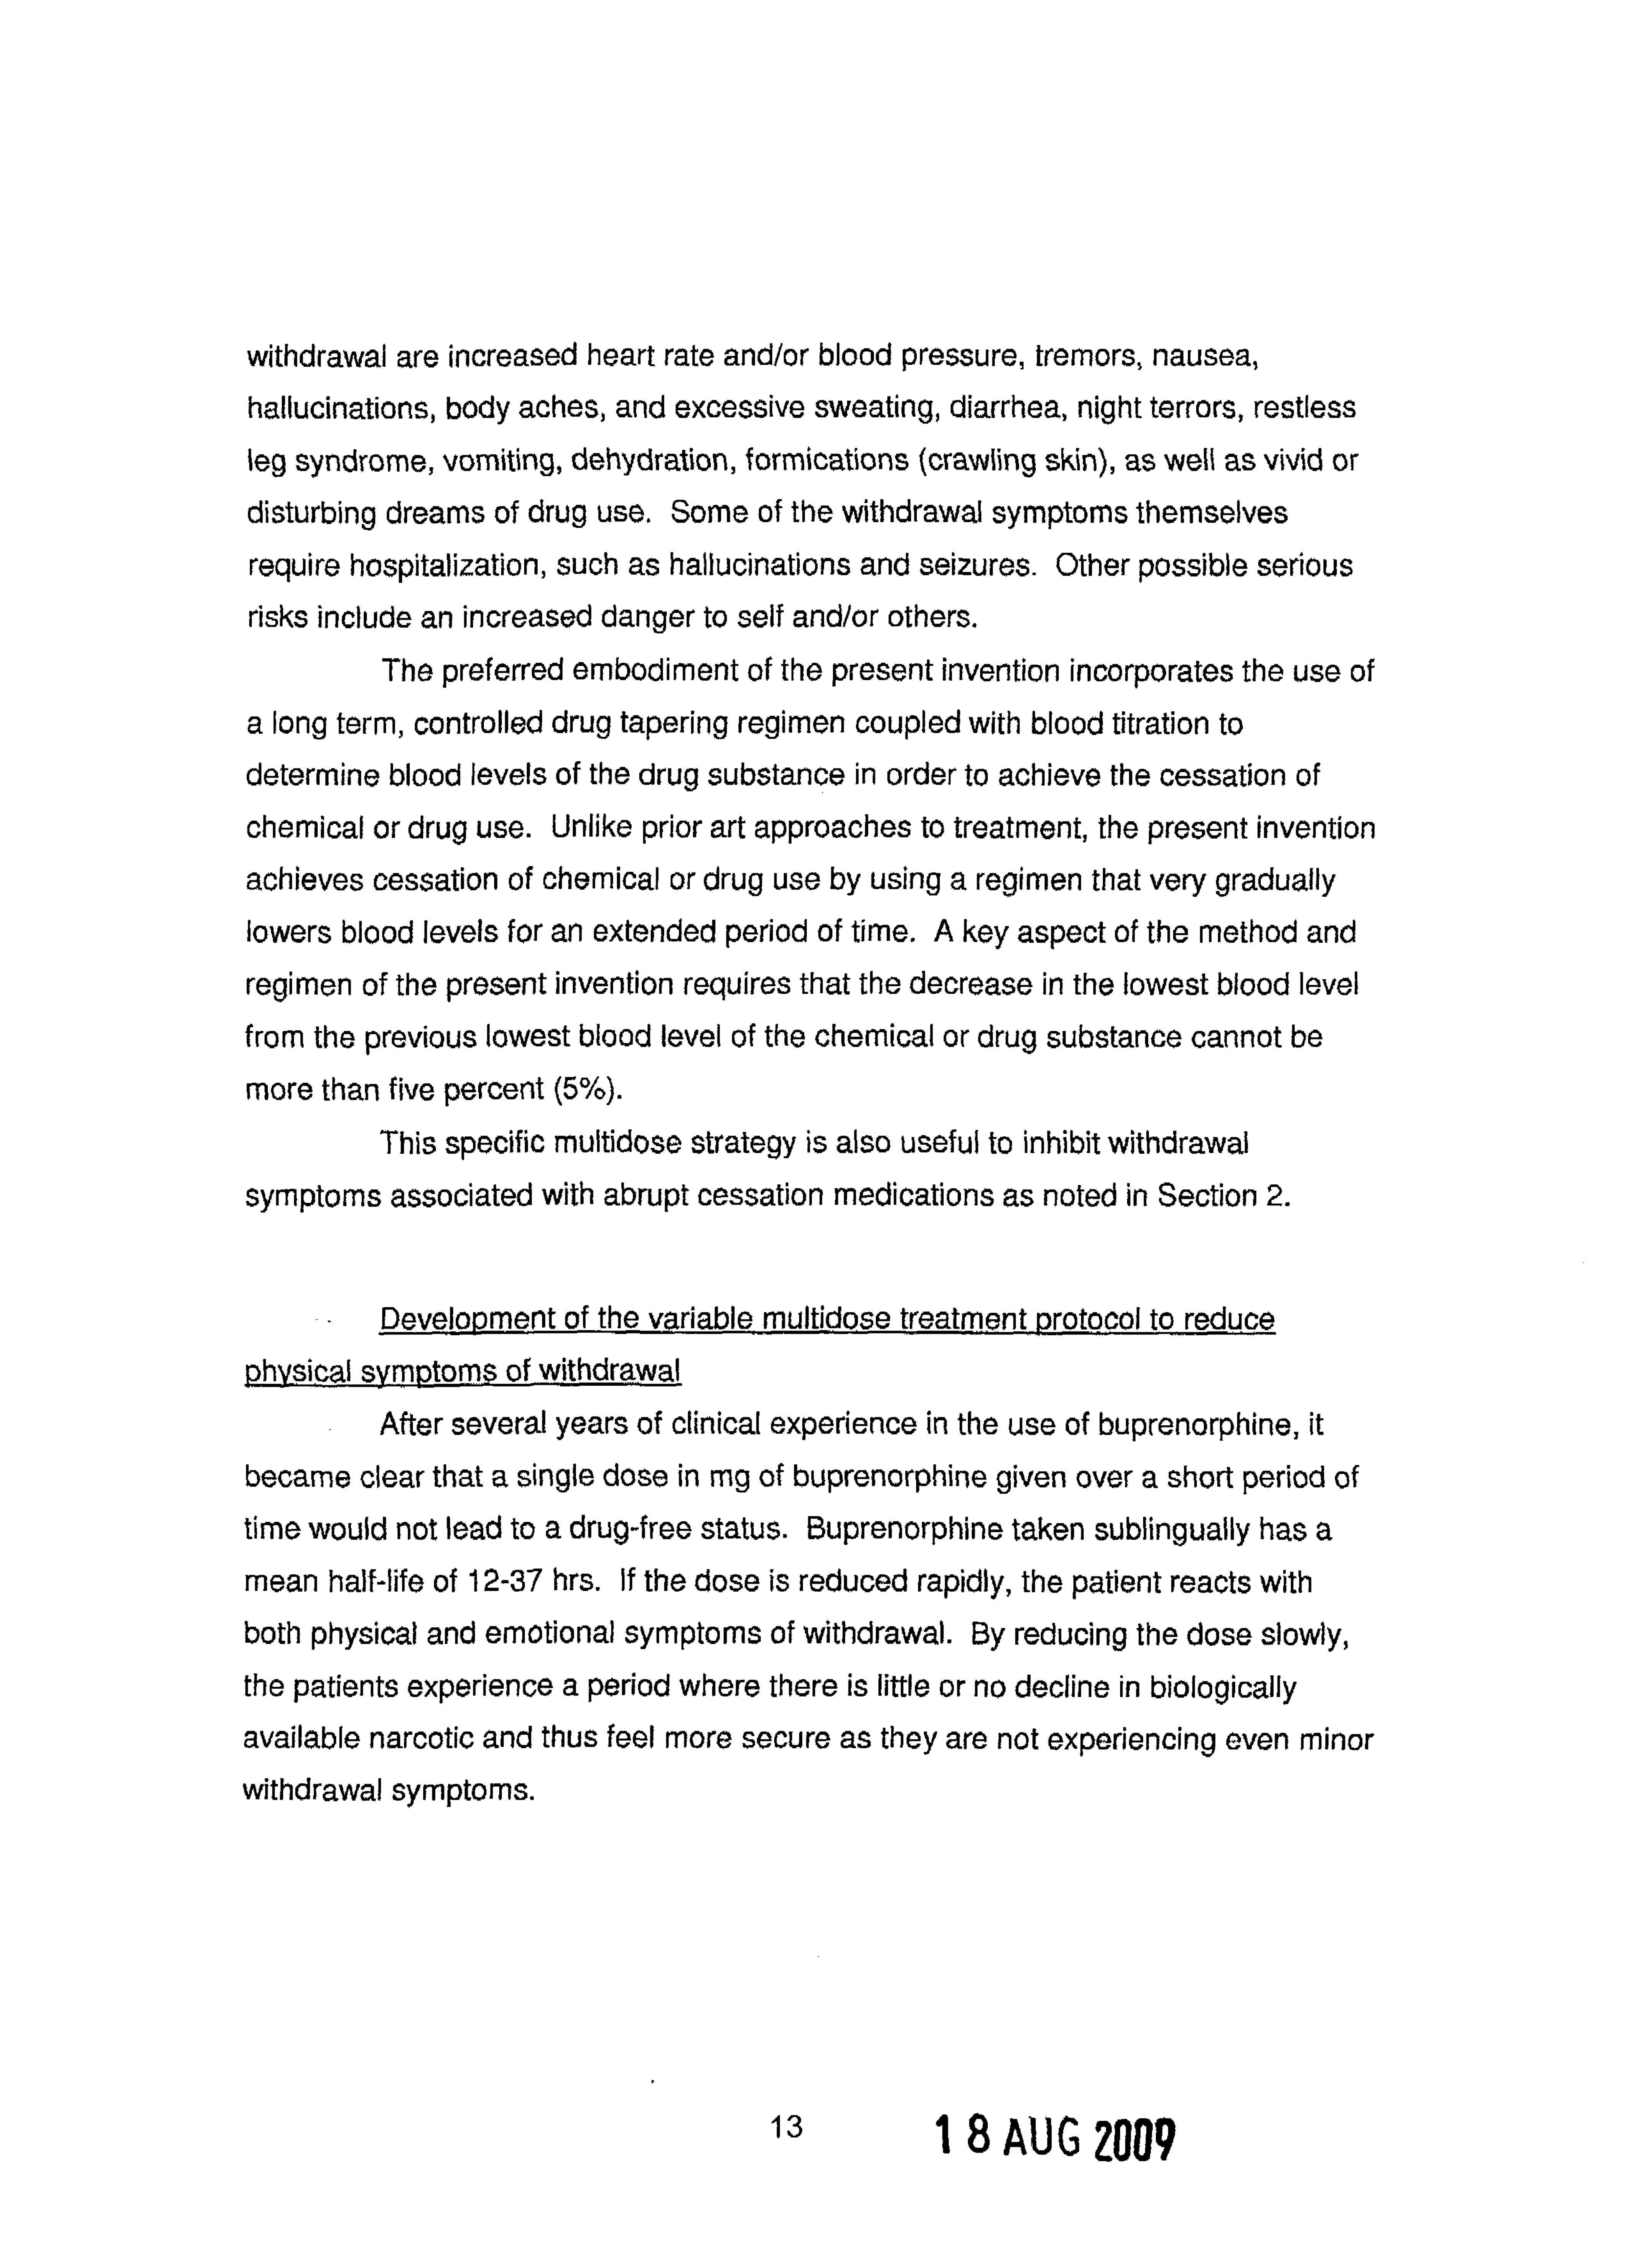 withdrawal are increased heart rate and/or blood pressure, tremors, nausea,
hallucinations, body aches, and excessive sweating, diarrhea, night terrors, restless
leg syndrome, vomiting, dehydration, formications (crawling skin), as well as vivid or
disturbing dreams of drug use. Some of the withdrawal symptoms themselves
require hospitalization, such as hallucinations and seizures. Other possible serious
risks include an increased danger to self and/or others.
The preferred embodiment of the present invention incorporates the use of
a long term, controlled drug tapering regimen coupled with blood titration to
determine blood levels of the drug substance in order to achieve the cessation of
chemical or drug use. Unlike prior art approaches to treatment, the present invention
achieves cessation of chemical or drug use by using a regimen that very gradually
lowers blood levels for an extended period of time. A key aspect of the method and
regimen of the present invention requires that the decrease in the lowest blood level
from the previous lowest blood level of the chemical or drug substance cannot be
more than five percent (5%).
This specific multidose strategy is also useful to inhibit withdrawal
symptoms associated with abrupt cessation medications as noted in Section 2.
Development of the variable multidose treatment protocol to reduce
physical symptoms of withdrawal
After several years of clinical experience in the use of buprenorphine, it
became clear that a single dose in mg of buprenorphine given over a short period of
time would not lead to a drug-free status. Buprenorphine taken sublingually has a
mean half-life of 12-37 hrs. If the dose is reduced rapidly, the patient reacts with
both physical and emotional symptoms of withdrawal. By reducing the dose slowly,
the patients experience a period where there is little or no decline in biologically
available narcotic and thus feel more secure as they are not experiencing even minor
withdrawal symptoms.
13 18 AUG 2009